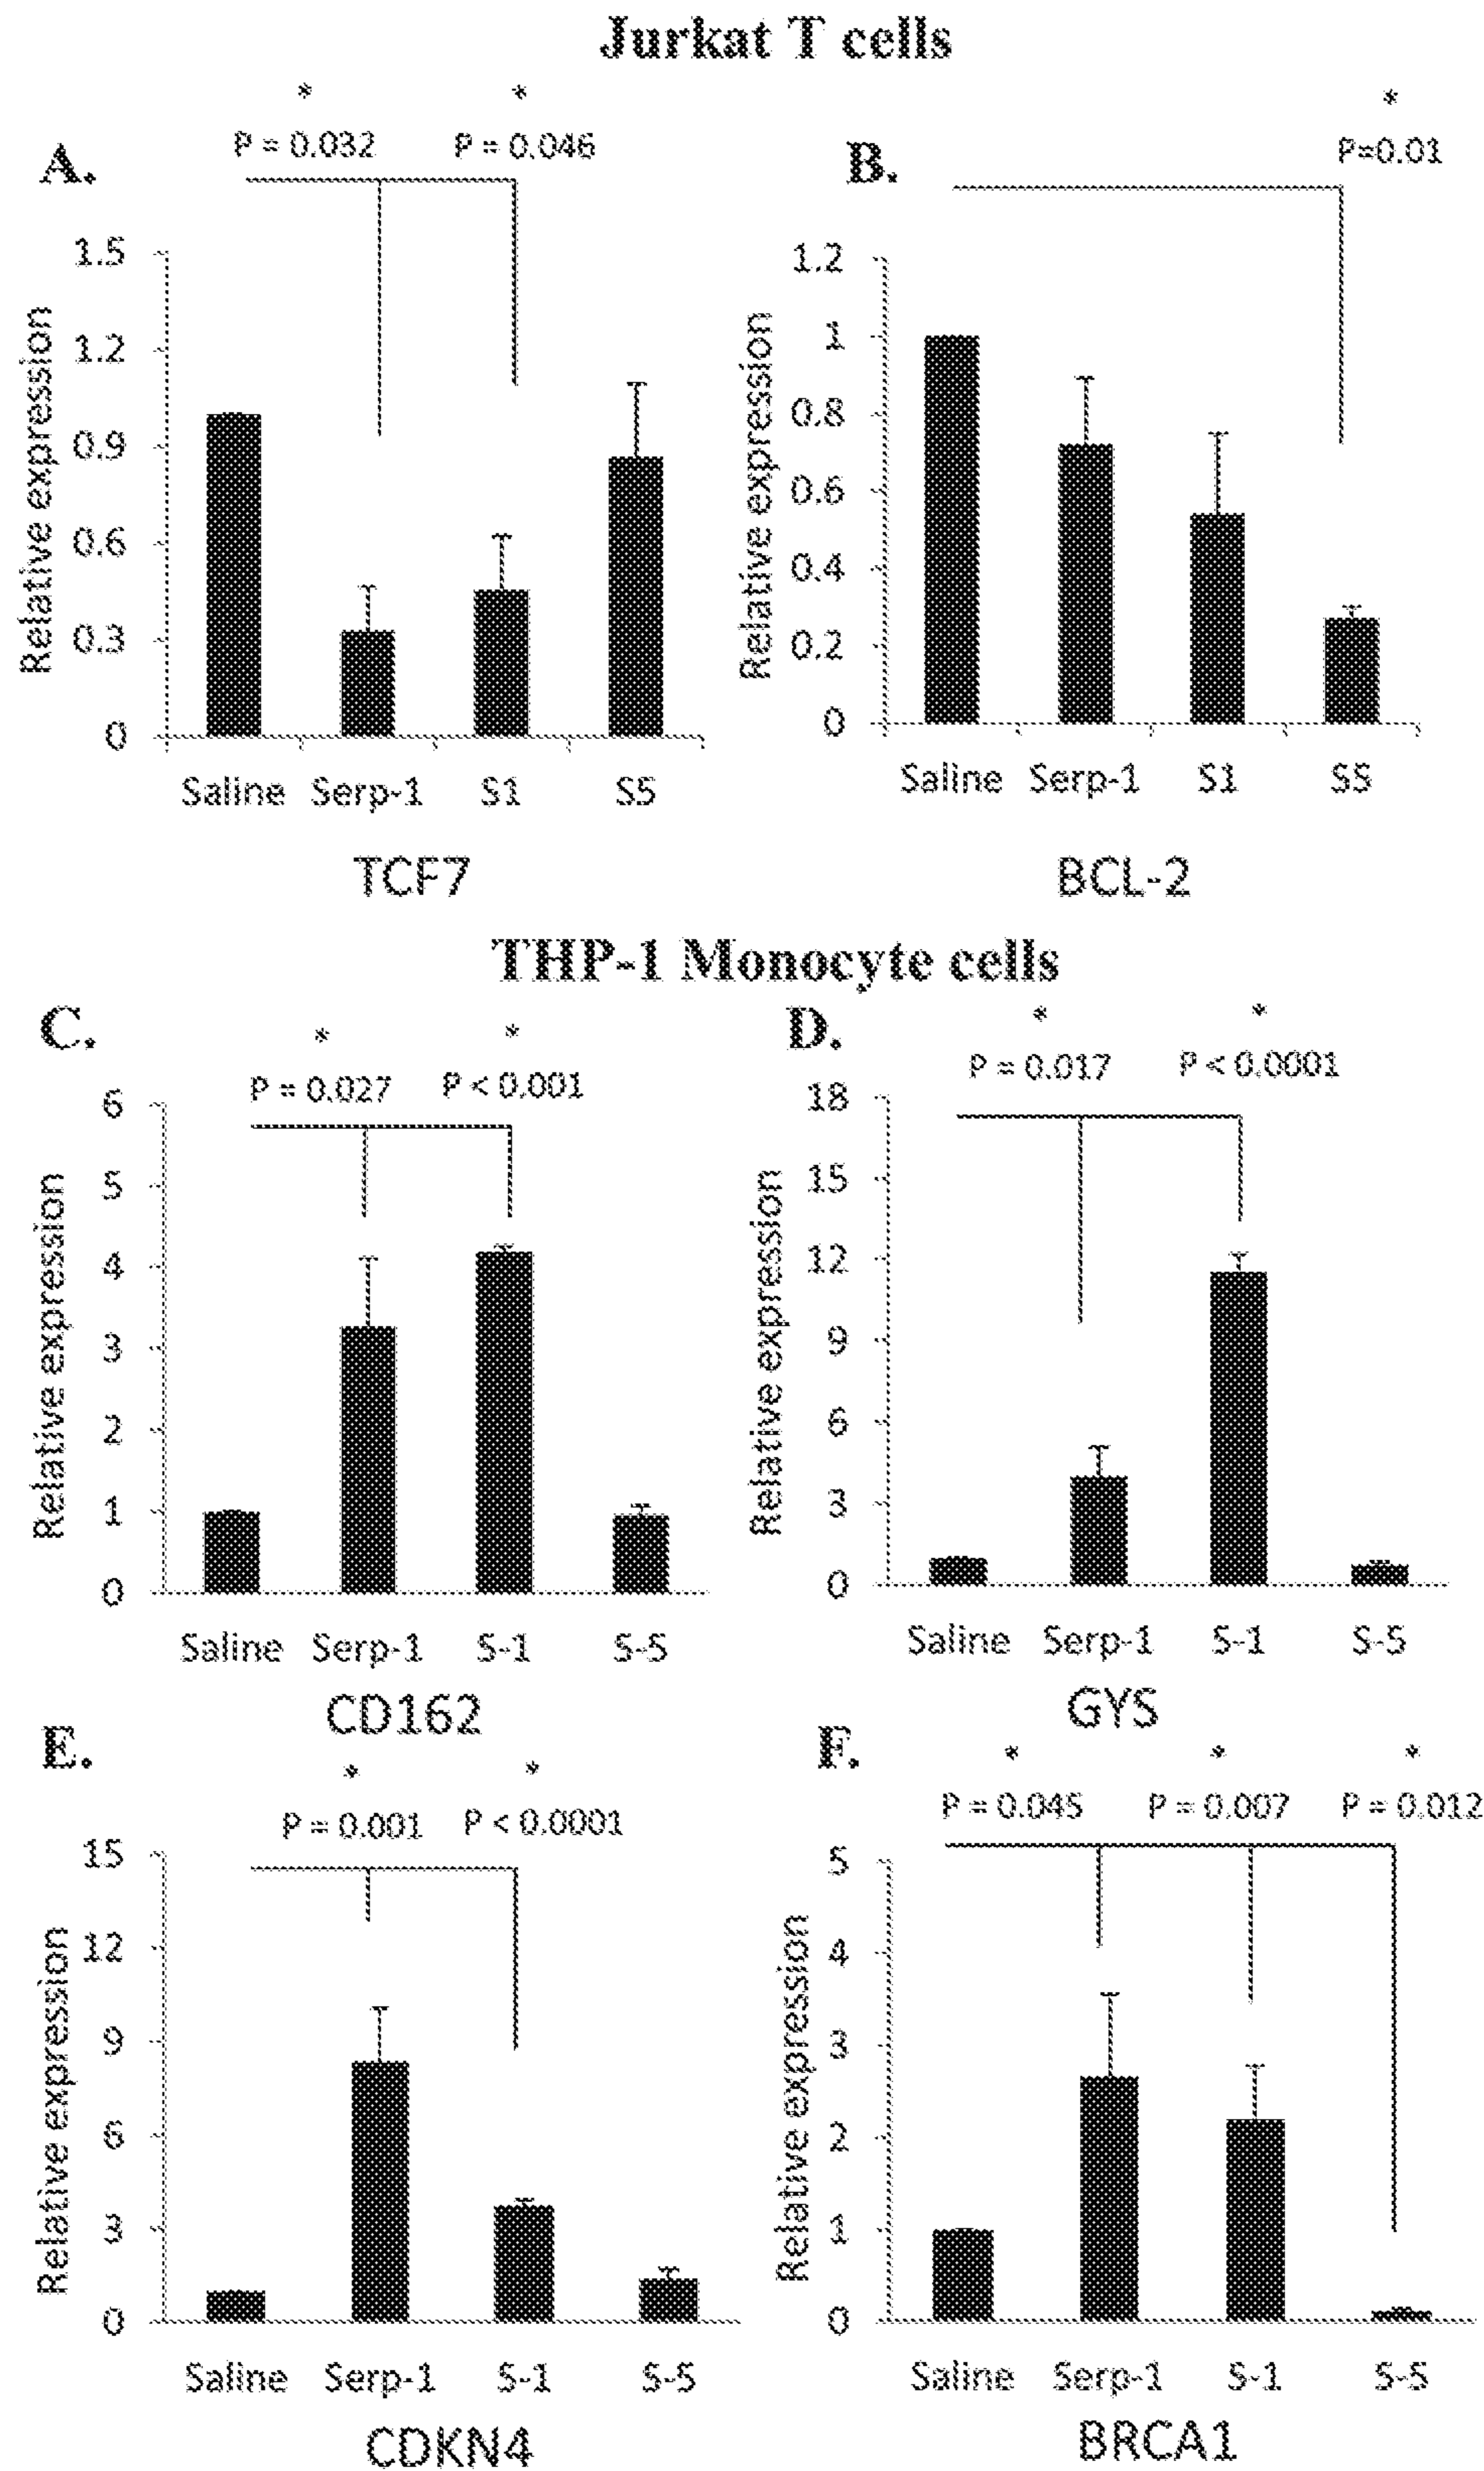 Jurkat T cells
A.
*
*
P = 0.032
P = 0.046
Relative expression
1.5
1.2
0.9
0.6
0.3
0
Saline
Serp-1
S1
S5
TCF7
B.
*
P=0.01
Relative expression
1.2
1
0.8
0.6
0.4
0.2
0
Saline
Serp-1
S1
S5
BCL-2
THP-1 Monocyte cells
C.
*
*
P = 0.027
P < 0.001
Relative expression
6
5
4
3
2
1
0
Saline
Serp-1
S-1
S-5
CD162
D.
*
*
P = 0.017
P < 0.0001
Relative expression
18
15
12
9
6
3
0
Saline
Serp-1
S-1
S-5
GYS
E.
*
*
P = 0.001
P < 0.0001
Relative expression
15
12
9
6
3
0
Saline
Serp-1
S-1
S-5
CDKN4
F.
*
*
*
P = 0.045
P = 0.007
P = 0.012
Relative expression
5
4
3
2
1
0
Saline
Serp-1
S-1
S-5
BRCA1